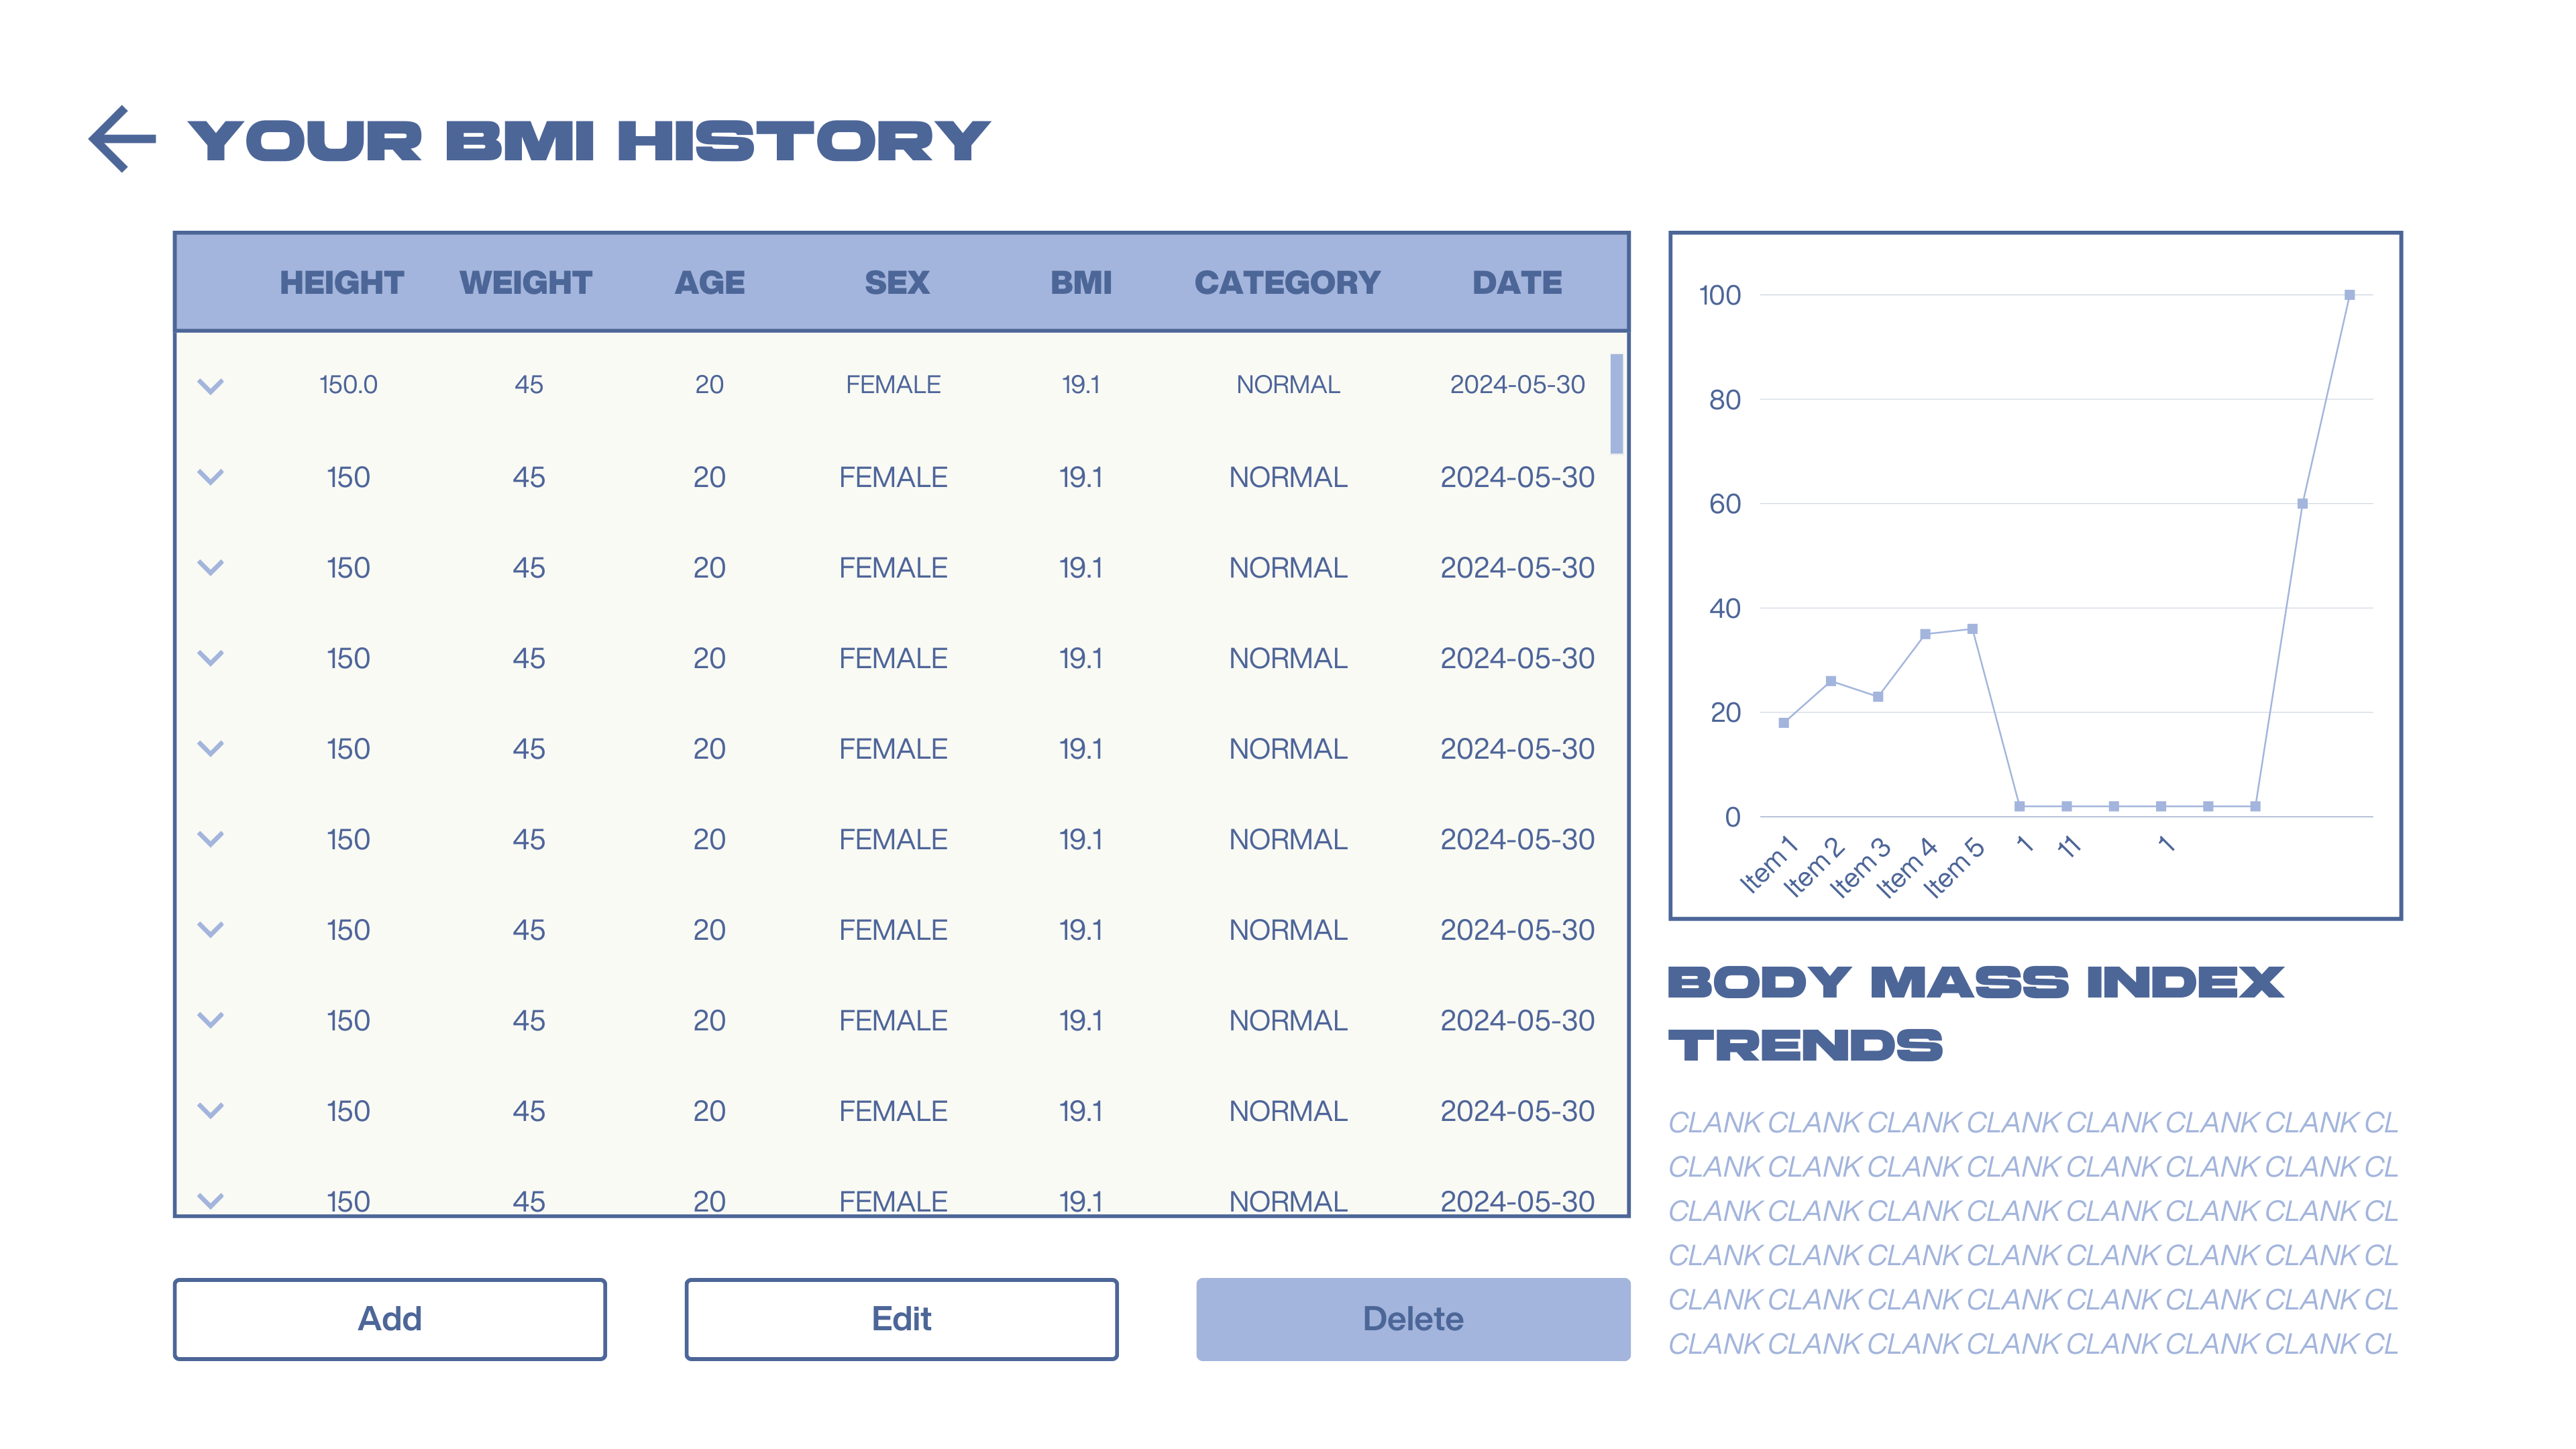 YOUR BMI HISTORY
HEIGHT WEIGHT AGE SEX BMI CATEGORY DATE
150.0 45 20 FEMALE 19.1 NORMAL 2024-05-30
150 45 20 FEMALE 19.1 NORMAL 2024-05-30
150 45 20 FEMALE 19.1 NORMAL 2024-05-30
150 45 20 FEMALE 19.1 NORMAL 2024-05-30
150 45 20 FEMALE 19.1 NORMAL 2024-05-30
150 45 20 FEMALE 19.1 NORMAL 2024-05-30
150 45 20 FEMALE 19.1 NORMAL 2024-05-30
150 45 20 FEMALE 19.1 NORMAL 2024-05-30
150 45 20 FEMALE 19.1 NORMAL 2024-05-30
150 45 20 FEMALE 19.1 NORMAL 2024-05-30
Add
Edit
Delete
100
80
60
40
20
0
Item 1
Item 2
Item 3
Item 4
Item 5
1
11
1
BODY MASS INDEX
TRENDS
CLANK CLANK CLANK CLANK CLANK CLANK CLANK CL
CLANK CLANK CLANK CLANK CLANK CLANK CLANK CL
CLANK CLANK CLANK CLANK CLANK CLANK CLANK CL
CLANK CLANK CLANK CLANK CLANK CLANK CLANK CL
CLANK CLANK CLANK CLANK CLANK CLANK CLANK CL
CLANK CLANK CLANK CLANK CLANK CLANK CLANK CL